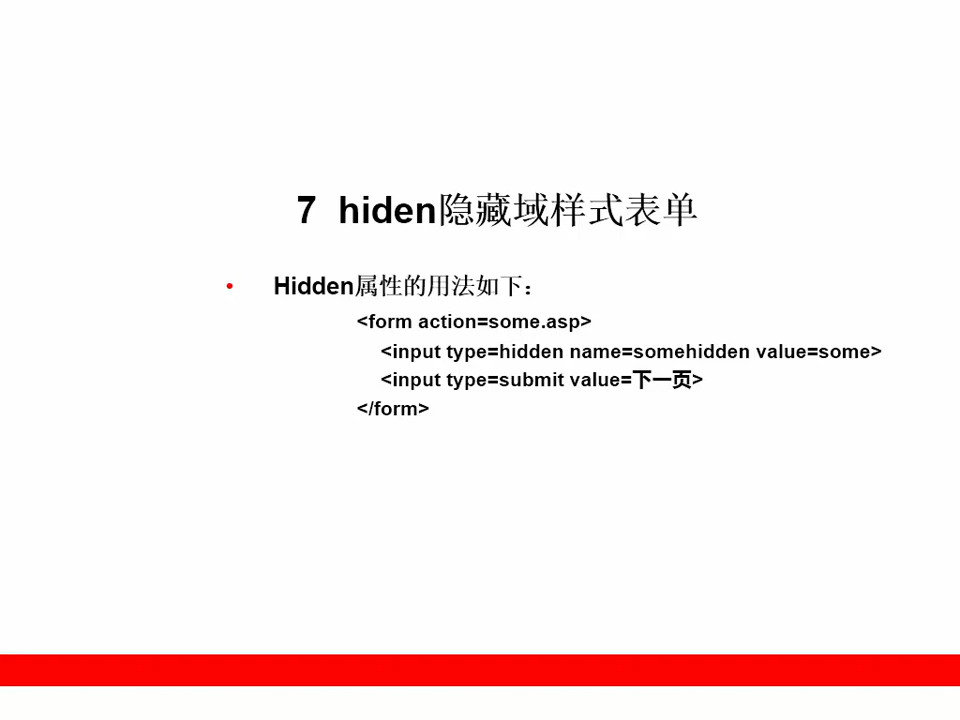 7 hiden隐藏域样式表单
• Hidden属性的用法如下：
<form action=some.asp>
<input type=hidden name=somehidden value=some>
<input type=submit value=下一页>
</form>